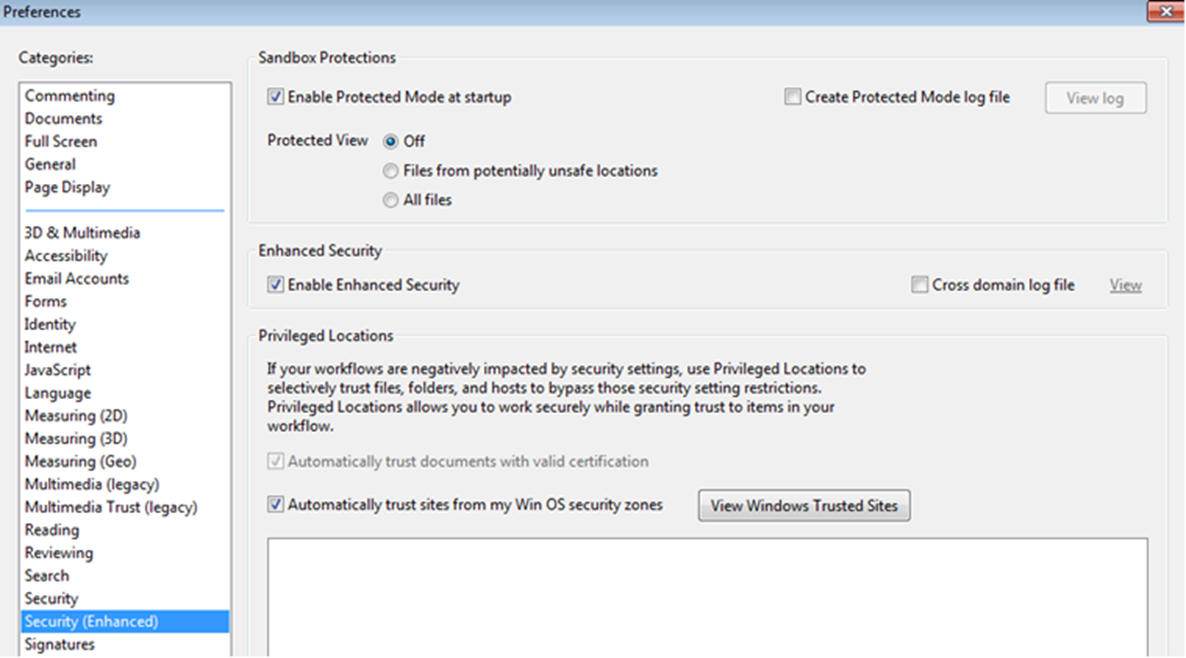 Preferences
Categories:
Commenting
Documents
Full Screen
General
Page Display
3D & Multimedia
Accessibility
Email Accounts
Forms
Identity
Internet
JavaScript
Language
Measuring (2D)
Measuring (3D)
Measuring (Geo)
Multimedia (legacy)
Multimedia Trust (legacy)
Reading
Reviewing
Search
Security
Security (Enhanced)
Signatures
Sandbox Protections
Enable Protected Mode at startup
Create Protected Mode log file
View log
Protected View
Off
Files from potentially unsafe locations
All files
Enhanced Security
Enable Enhanced Security
Cross domain log file
View
Privileged Locations
If your workflows are negatively impacted by security settings, use Privileged Locations to
selectively trust files, folders, and hosts to bypass those security setting restrictions.
Privileged Locations allows you to work securely while granting trust to items in your
workflow.
Automatically trust documents with valid certification
Automatically trust sites from my Win OS security zones
View Windows Trusted Sites